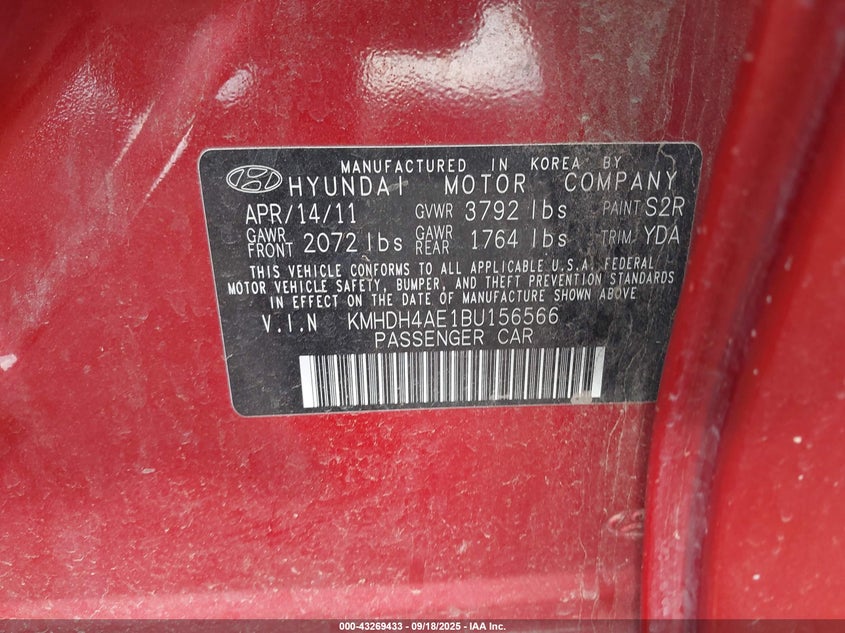 MANUFACTURED IN KOREA BY
HYUNDAI MOTOR COMPANY
APR/14/11 GVWR 3792 lbs PAINT S2R
GAWR FRONT 2072 lbs GAWR REAR 1764 lbs TRIM YDA
THIS VEHICLE CONFORMS TO ALL APPLICABLE U.S.A. FEDERAL
MOTOR VEHICLE SAFETY, BUMPER, AND THEFT PREVENTION STANDARDS
IN EFFECT ON THE DATE OF MANUFACTURE SHOWN ABOVE
V.I.N KMHDH4AE1BU156566
PASSENGER CAR
000-43269433 - 09/18/2025 - IAA Inc.